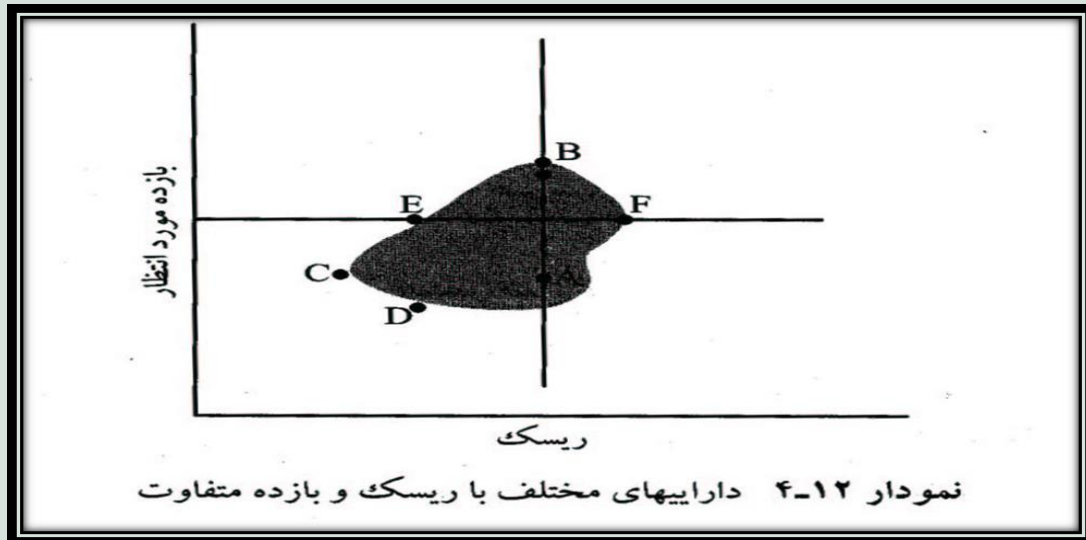 B
E
F
بازده مورد انتظار
C
A
D
ریسک
نمودار ۱۲-۴ داراییهای مختلف با ریسک و بازده متفاوت